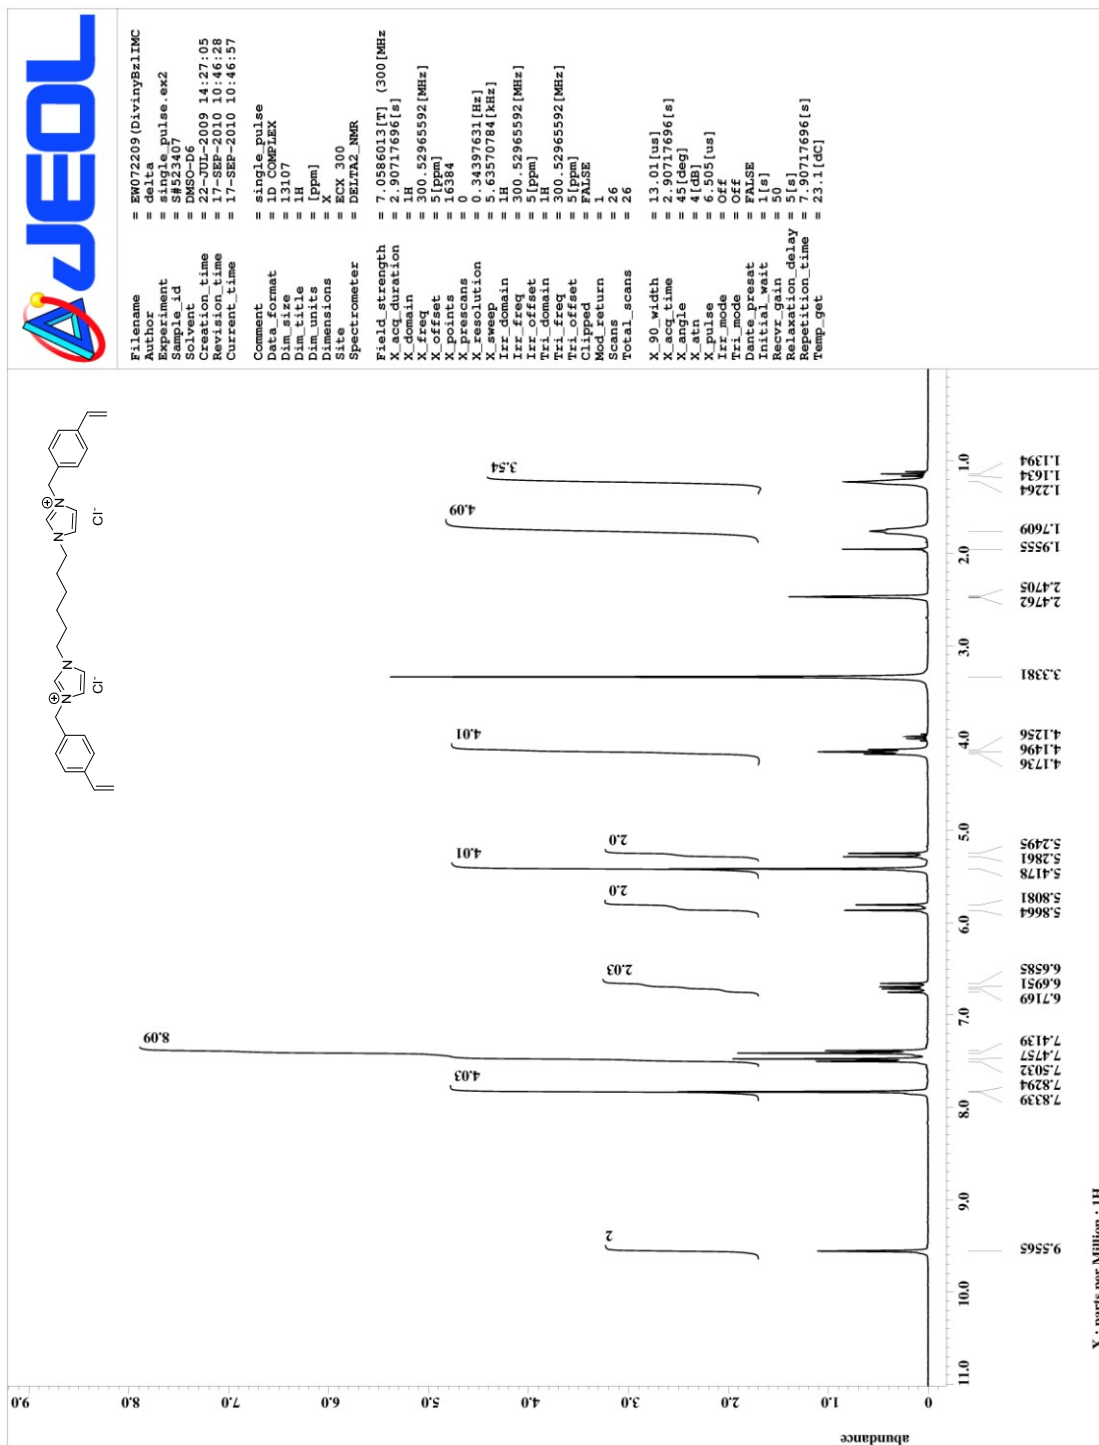 JEOL
Filename = EW072209(DivinyBzlIMC
Author = delta
Experiment = single_pulse.ex2
Sample_id = S#523407
Solvent = DMSO-D6
Creation_time = 22-JUL-2009 14:27:05
Revision_time = 17-SEP-2010 10:46:28
Current_time = 17-SEP-2010 10:46:57
Comment = single_pulse
Data_format = 1D COMPLEX
Dim_size = 13107
Dim_title = 1H
Dim_units = [ppm]
Dimensions = X
Site = ECX 300
Spectrometer = DELTA2_NMR
Field_strength = 7.0586013[T] (300[MHz
X_acq_duration = 2.90717696[s]
X_domain = 1H
X_freq = 300.52965592[MHz]
X_offset = 5[ppm]
X_points = 16384
X_prescans = 0
X_resolution = 0.34397631[Hz]
X_sweep = 5.63570784[kHz]
Irr_domain = 1H
Irr_freq = 300.52965592[MHz]
Irr_offset = 5[ppm]
Tri_domain = 1H
Tri_freq = 300.52965592[MHz]
Tri_offset = 5[ppm]
Clipped = FALSE
Mod_return = 1
Scans = 26
Total_scans = 26
X_90_width = 13.01[us]
X_acq_time = 2.90717696[s]
X_angle = 45[deg]
X_atn = 4[dB]
X_pulse = 6.505[us]
Irr_mode = Off
Tri_mode = Off
Dante_presat = FALSE
Initial_wait = 1[s]
Recvr_gain = 50
Relaxation_delay = 5[s]
Repetition_time = 7.90717696[s]
Temp_get = 23.1[dC]
N N⊕ Cl-
N N⊕ Cl-
abundance
0 1.0 2.0 3.0 4.0 5.0 6.0 7.0 8.0 9.0
2 4.03 8.09 2.03 2.0 4.01 2.0 4.01 4.09 3.54
11.0 10.0 9.0 8.0 7.0 6.0 5.0 4.0 3.0 2.0 1.0
9.5565
7.8339
7.8294
7.5032
7.4757
7.4139
6.7169
6.6951
6.6585
5.8664
5.8081
5.4178
5.2861
5.2495
4.1736
4.1496
4.1256
3.3381
2.4762
2.4705
1.9555
1.7609
1.2264
1.1634
1.1394
X : parts per Million : 1H